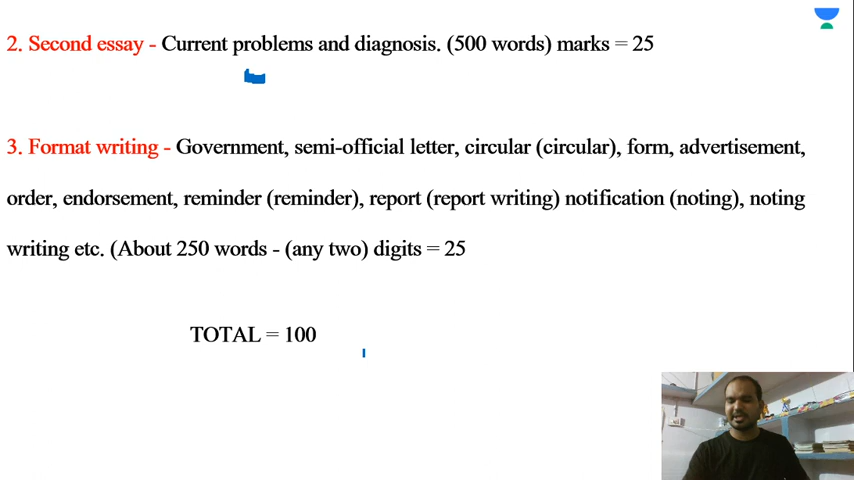 2. Second essay - Current problems and diagnosis. (500 words) marks = 25
3. Format writing - Government, semi-official letter, circular (circular), form, advertisement,
order, endorsement, reminder (reminder), report (report writing) notification (noting), noting
writing etc. (About 250 words - (any two) digits = 25
TOTAL = 100